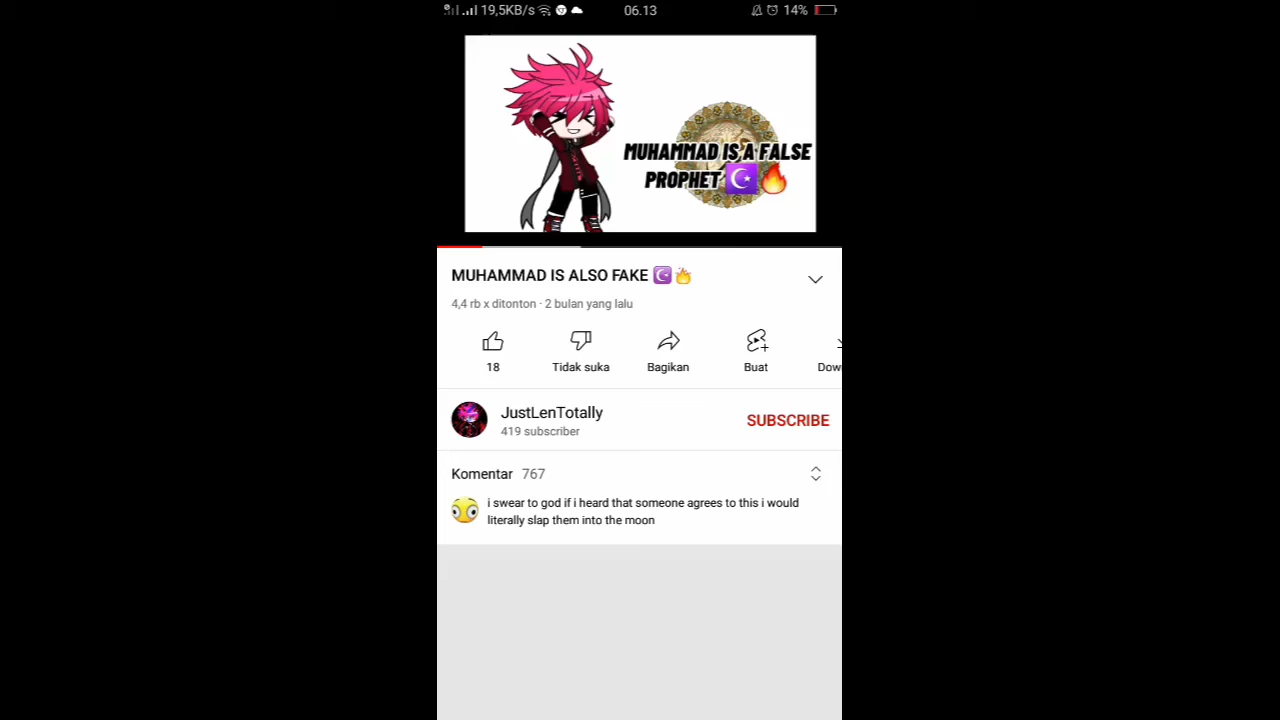 19,5KB/s
06.13
14%
MUHAMMAD IS A FALSE
PROPHET ☪️🔥
MUHAMMAD IS ALSO FAKE ☪️🔥
4,4 rb x ditonton · 2 bulan yang lalu
18
Tidak suka
Bagikan
Buat
Dow
JustLenTotally
419 subscriber
SUBSCRIBE
Komentar 767
i swear to god if i heard that someone agrees to this i would
literally slap them into the moon